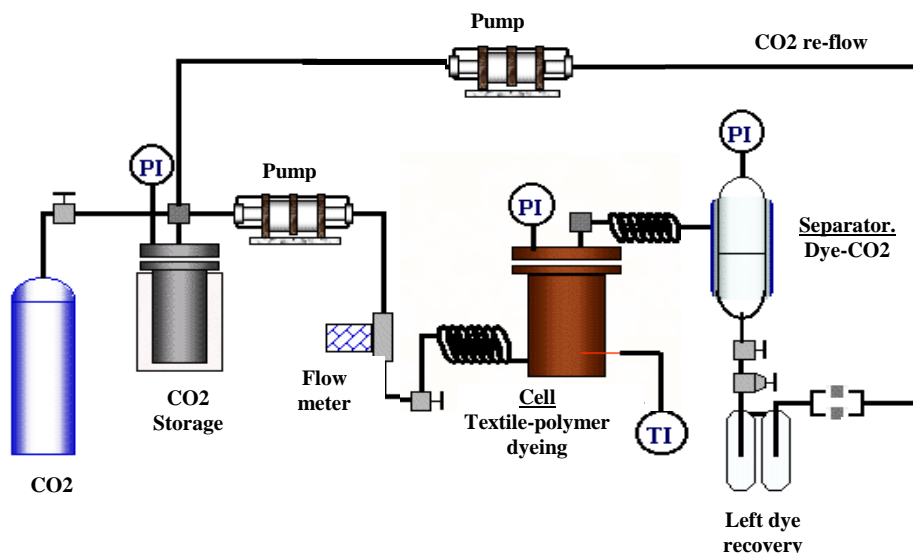 Pump
CO2 re-flow
PI
PI
Pump
PI
Separator.
Dye-CO2
CO2
Storage
Flow
meter
Cell
Textile-polymer
dyeing
TI
CO2
Left dye
recovery